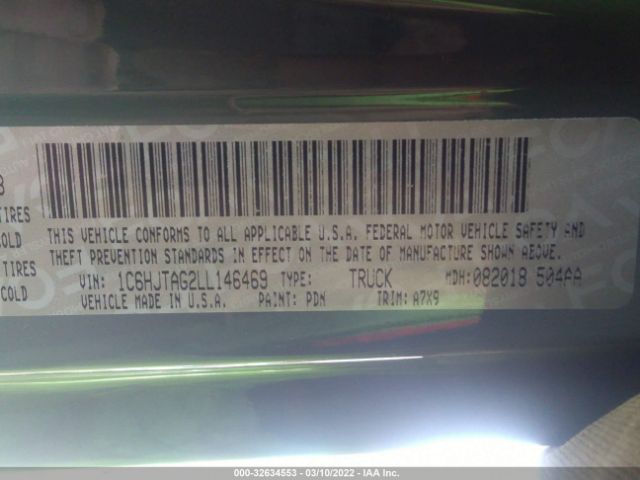 TIRES
COLD
TIRES
COLD
THIS VEHICLE CONFORMS TO ALL APPLICABLE U.S.A. FEDERAL MOTOR VEHICLE SAFETY AND
THEFT PREVENTION STANDARDS IN EFFECT ON THE DATE OF MANUFACTURE SHOWN ABOVE.
VIN: 1C6HJTAG2LL146469 TYPE: TRUCK MDH:082018 504AA
VEHICLE MADE IN U.S.A. PAINT: PDN TRIM: A7X9
000-32634553 — 03/10/2022 — IAA Inc.